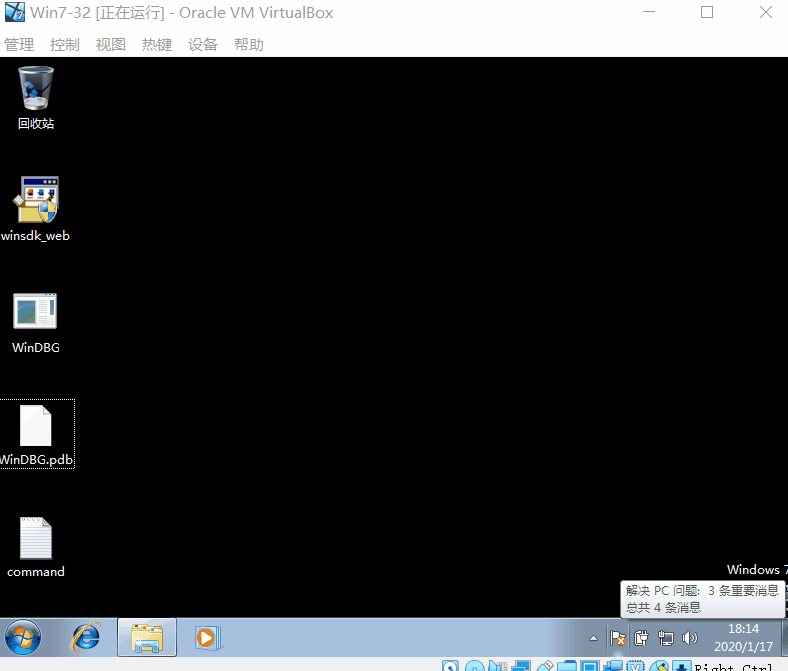 Win7-32 [正在运行] - Oracle VM VirtualBox
管理 控制 视图 热键 设备 帮助
回收站
winsdk_web
WinDBG
WinDBG.pdb
command
Windows 7
解决 PC 问题: 3 条重要消息
总共 4 条消息
18:14
2020/1/17
Right Ctrl